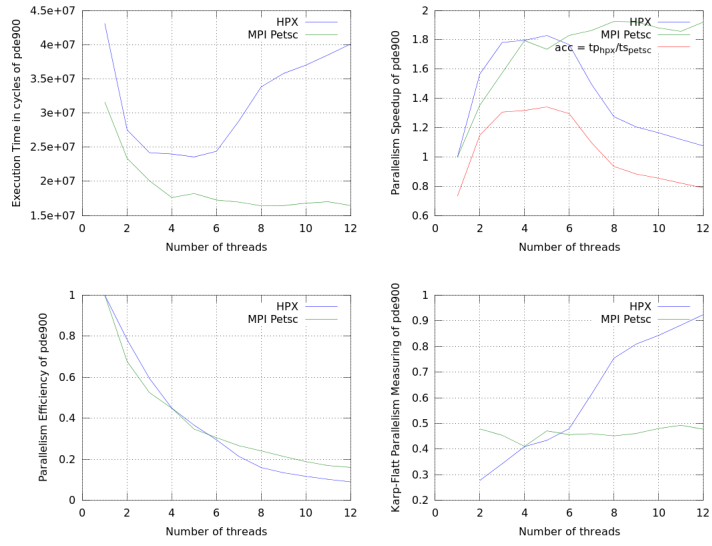 Execution Time in cycles of pde900
4.5e+07
4e+07
3.5e+07
3e+07
2.5e+07
2e+07
1.5e+07
HPX
MPI Petsc
0 2 4 6 8 10 12
Number of threads
Parallelism Speedup of pde900
2
1.8
1.6
1.4
1.2
1
0.8
0.6
HPX
MPI Petsc
acc = tphpx/tspetsc
0 2 4 6 8 10 12
Number of threads
Parallelism Efficiency of pde900
1
0.8
0.6
0.4
0.2
0
HPX
MPI Petsc
0 2 4 6 8 10 12
Number of threads
Karp-Flatt Parallelism Measuring of pde900
1
0.9
0.8
0.7
0.6
0.5
0.4
0.3
0.2
HPX
MPI Petsc
0 2 4 6 8 10 12
Number of threads